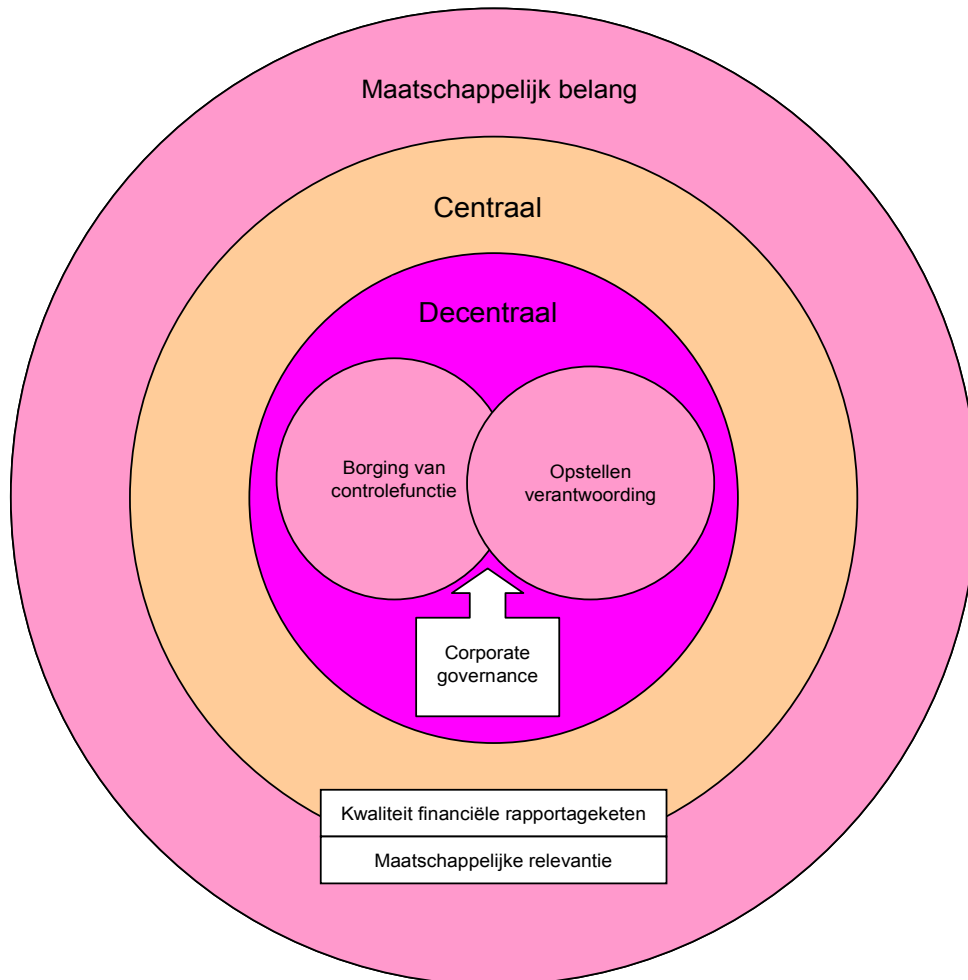 Maatschappelijk belang
Centraal
Decentraal
Borging van
controlefunctie
Opstellen
verantwoording
Corporate
governance
Kwaliteit financiële rapportageketen
Maatschappelijke relevantie